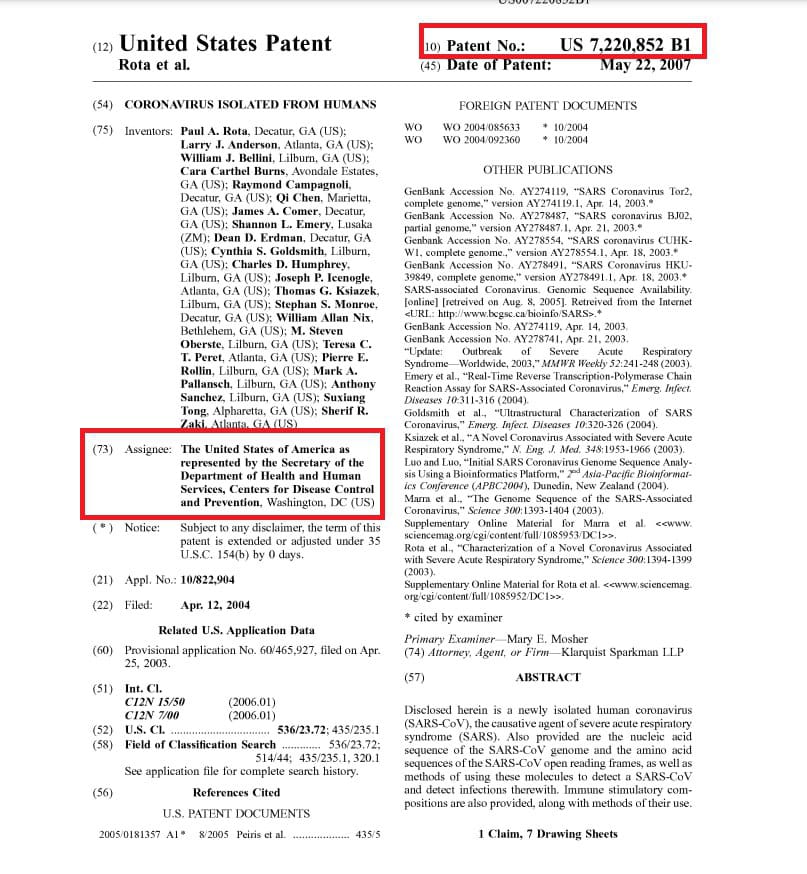 (12) United States Patent
Rota et al.
(10) Patent No.: US 7,220,852 B1
(45) Date of Patent: May 22, 2007
(54) CORONAVIRUS ISOLATED FROM HUMANS
(75) Inventors: Paul A. Rota, Decatur, GA (US);
Larry J. Anderson, Atlanta, GA (US);
William J. Bellini, Lilburn, GA (US);
Cara Carthel Burns, Avondale Estates,
GA (US); Raymond Campagnoli,
Decatur, GA (US); Qi Chen, Marietta,
GA (US); James A. Comer, Decatur,
GA (US); Shannon L. Emery, Lusaka
(ZM); Dean D. Erdman, Decatur, GA
(US); Cynthia S. Goldsmith, Lilburn,
GA (US); Charles D. Humphrey,
Lilburn, GA (US); Joseph P. Icenogle,
Atlanta, GA (US); Thomas G. Ksiazek,
Lilburn, GA (US); Stephan S. Monroe,
Decatur, GA (US); William Allan Nix,
Bethlehem, GA (US); M. Steven
Oberste, Lilburn, GA (US); Teresa C.
T. Peret, Atlanta, GA (US); Pierre E.
Rollin, Lilburn, GA (US); Mark A.
Pallansch, Lilburn, GA (US); Anthony
Sanchez, Lilburn, GA (US); Suxiang
Tong, Alpharetta, GA (US); Sherif R.
Zaki, Atlanta, GA (US)
(73) Assignee: The United States of America as
represented by the Secretary of the
Department of Health and Human
Services, Centers for Disease Control
and Prevention, Washington, DC (US)
( * ) Notice: Subject to any disclaimer, the term of this
patent is extended or adjusted under 35
U.S.C. 154(b) by 0 days.
(21) Appl. No.: 10/822,904
(22) Filed: Apr. 12, 2004
Related U.S. Application Data
(60) Provisional application No. 60/465,927, filed on Apr.
25, 2003.
(51) Int. Cl.
C12N 15/50 (2006.01)
C12N 7/00 (2006.01)
(52) U.S. Cl. ................................ 536/23.72; 435/235.1
(58) Field of Classification Search ............. 536/23.72;
514/44; 435/235.1, 320.1
See application file for complete search history.
(56) References Cited
U.S. PATENT DOCUMENTS
2005/0181357 A1* 8/2005 Peiris et al. ................... 435/5
FOREIGN PATENT DOCUMENTS
WO WO 2004/085633 * 10/2004
WO WO 2004/092360 * 10/2004
OTHER PUBLICATIONS
GenBank Accession No. AY274119, “SARS Coronavirus Tor2,
complete genome,” version AY274119.1, Apr. 14, 2003.*
GenBank Accession No. AY278487, “SARS coronavirus BJ02,
partial genome,” version AY278487.1, Apr. 21, 2003.*
Genbank Accession No. AY278554, “SARS coronavirus CUHK-
W1, complete genome.,” version AY278554.1, Apr. 18, 2003.*
GenBank Accession No. AY278491, “SARS Coronavirus HKU-
39849, complete genome,” version AY278491.1, Apr. 18, 2003.*
SARS-associated Coronavirus. Genomic Sequence Availability.
[online] [retreived on Aug. 8, 2005]. Retreived from the Internet
<URL: http://www.bcgsc.ca/bioinfo/SARS>.*
GenBank Accession No. AY274119, Apr. 14, 2003.
GenBank Accession No. AY278741, Apr. 21, 2003.
“Update: Outbreak of Severe Acute Respiratory
Syndrome—Worldwide, 2003,” MMWR Weekly 52:241-248 (2003).
Emery et al., “Real-Time Reverse Transcription-Polymerase Chain
Reaction Assay for SARS-Associated Coronavirus,” Emerg. Infect.
Diseases 10:311-316 (2004).
Goldsmith et al., “Ultrastructural Characterization of SARS
Coronavirus,” Emerg. Infect. Diseases 10:320-326 (2004).
Ksiazek et al., “A Novel Coronavirus Associated with Severe Acute
Respiratory Syndrome,” N. Eng. J. Med. 348:1953-1966 (2003).
Luo and Luo, “Initial SARS Coronavirus Genome Sequence Analy-
sis Using a Bioinformatics Platform,” 2nd Asia-Pacific Bioinformat-
ics Conference (APBC2004), Dunedin, New Zealand (2004).
Marra et al., “The Genome Sequence of the SARS-Associated
Coronavirus,” Science 300:1393-1404 (2003).
Supplementary Online Material for Marra et al. <<www.
sciencemag.org/cgi/content/full/1085953/DC1>>.
Rota et al., “Characterization of a Novel Coronavirus Associated
with Severe Acute Respiratory Syndrome,” Science 300:1394-1399
(2003).
Supplementary Online Material for Rota et al. <<www.sciencemag.
org/cgi/content/full/1085952/DC1>>.
* cited by examiner
Primary Examiner—Mary E. Mosher
(74) Attorney, Agent, or Firm—Klarquist Sparkman LLP
(57) ABSTRACT
Disclosed herein is a newly isolated human coronavirus
(SARS-CoV), the causative agent of severe acute respiratory
syndrome (SARS). Also provided are the nucleic acid
sequence of the SARS-CoV genome and the amino acid
sequences of the SARS-CoV open reading frames, as well as
methods of using these molecules to detect a SARS-CoV
and detect infections therewith. Immune stimulatory com-
positions are also provided, along with methods of their use.
1 Claim, 7 Drawing Sheets